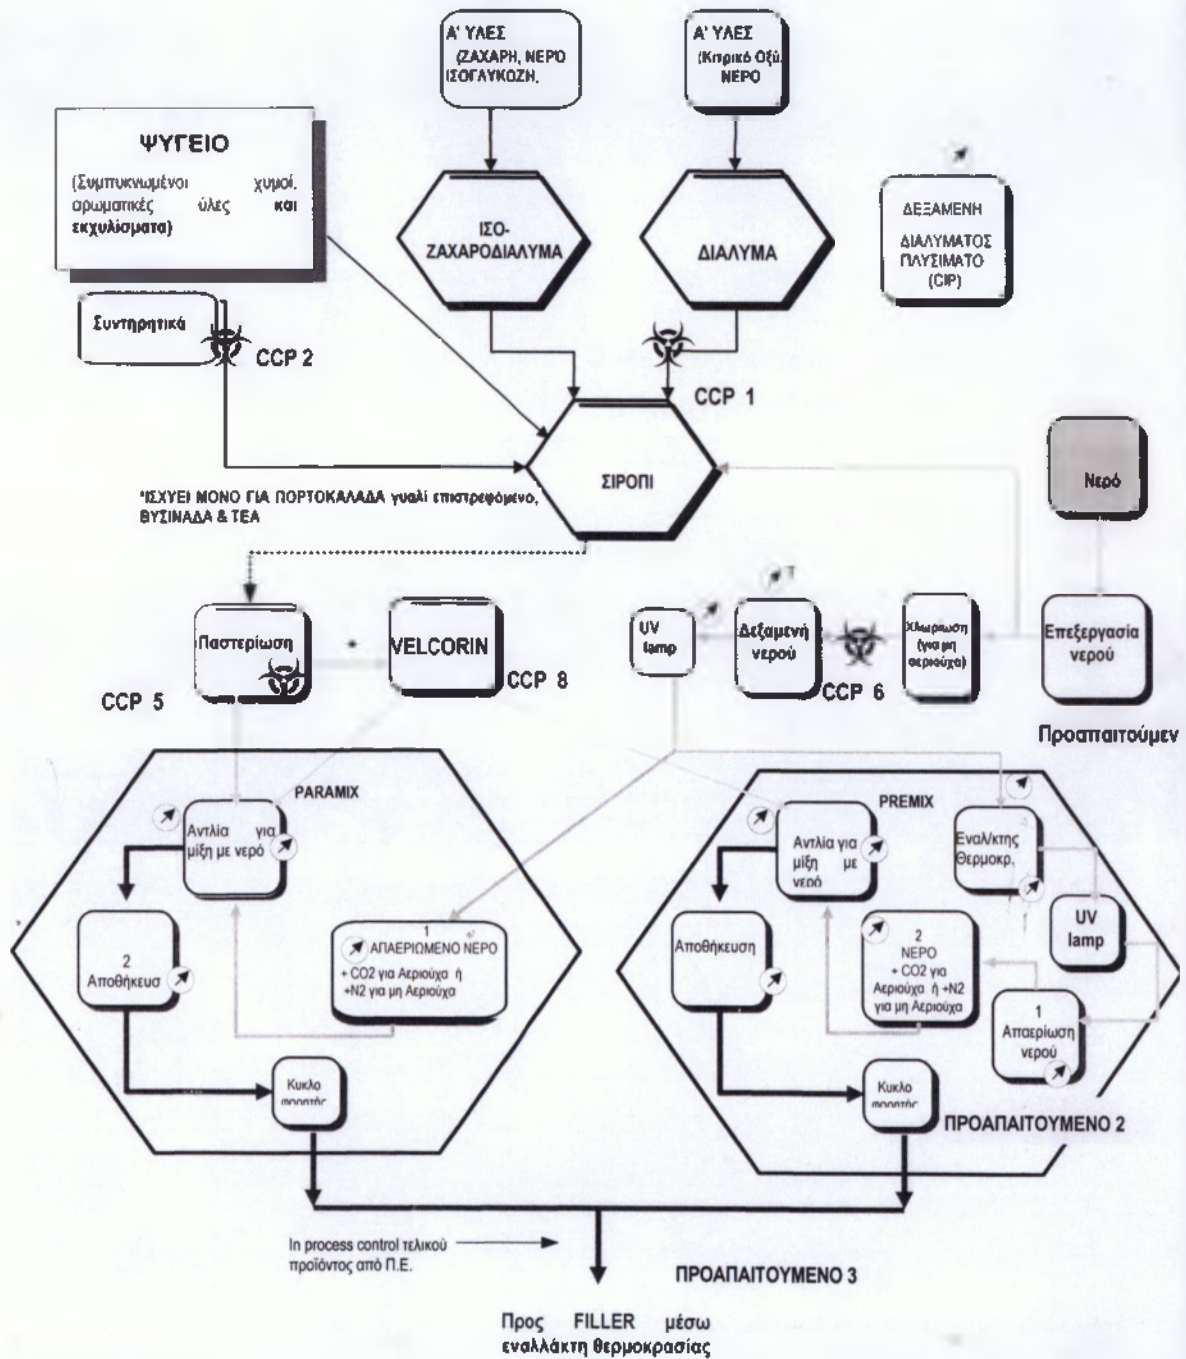 Α' ΥΛΕΣ
(ΖΑΧΑΡΗ, ΝΕΡΟ
ΙΣΟΓΛΥΚΟΖΗ,
Α' ΥΛΕΣ
(Κιτρικό Οξύ,
ΝΕΡΟ
ΨΥΓΕΙΟ
(Συμπυκνωμένοι χυμοί,
αρωματικές ύλες και
εκχυλίσματα)
ΙΣΟ-
ΖΑΧΑΡΟΔΙΑΛΥΜΑ
ΔΙΑΛΥΜΑ
ΔΕΞΑΜΕΝΗ
ΔΙΑΛΥΜΑΤΟΣ
ΠΛΥΣΙΜΑΤΟ
(CIP)
Συντηρητικά
CCP 2
CCP 1
ΣΙΡΟΠΙ
Νερό
*ΙΣΧΥΕΙ ΜΟΝΟ ΓΙΑ ΠΟΡΤΟΚΑΛΑΔΑ γυαλί επιστρεφόμενο,
ΒΥΣΙΝΑΔΑ & ΤΕΑ
T
Παστερίωση
*
VELCORIN
UV
lamp
Δεξαμενή
νερού
Χλωρίωση
(για μη
αεριούχα)
Επεξεργασία
νερού
CCP 5
CCP 8
CCP 6
Προαπαιτούμεν
PARAMIX
Αντλία για
μίξη με νερό
2
Αποθήκευσ
1
ΑΠΑΕΡΙΩΜΕΝΟ ΝΕΡΟ
+ CO2 για Αεριούχα ή
+N2 για μη Αεριούχα
Κυκλο
φορητής
PREMIX
Αντλία για
μίξη με
νερό
Εναλ/κτης
Θερμοκρ.
Αποθήκευση
2
ΝΕΡΟ
+ CO2 για
Αεριούχα ή +N2
για μη Αεριούχα
UV
lamp
1
Απαερίωση
νερού
Κυκλο
φορητής
ΠΡΟΑΠΑΙΤΟΥΜΕΝΟ 2
In process control τελικού
προϊόντος από Π.Ε.
ΠΡΟΑΠΑΙΤΟΥΜΕΝΟ 3
Προς FILLER μέσω
εναλλάκτη θερμοκρασίας